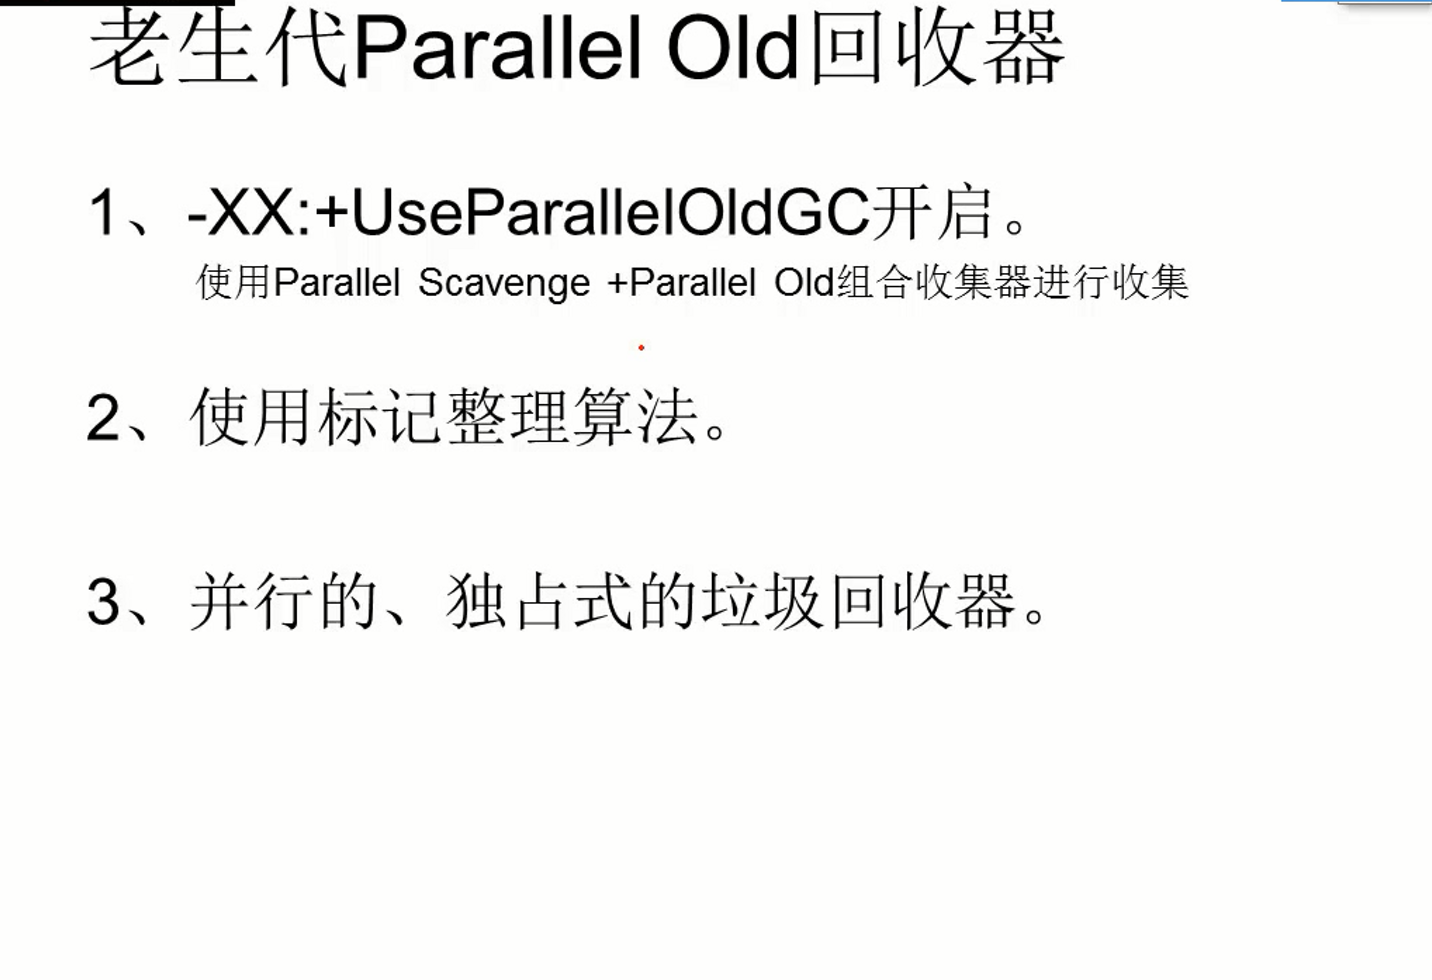 老生代Parallel Old回收器
1、-XX:+UseParallelOldGC开启。
使用Parallel Scavenge +Parallel Old组合收集器进行收集
2、使用标记整理算法。
3、并行的、独占式的垃圾回收器。